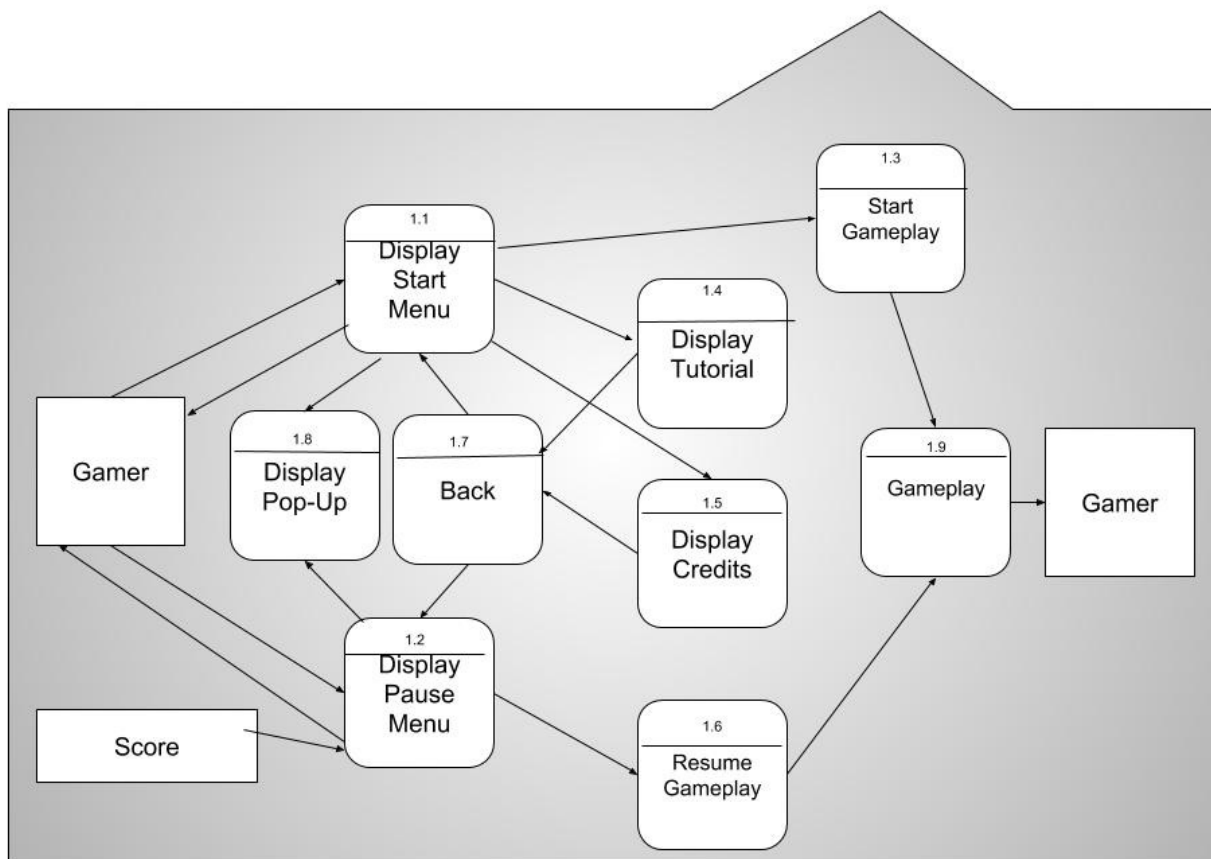 1.3
Start
Gameplay
1.1
Display
Start
Menu
1.4
Display
Tutorial
Gamer
1.8
Display
Pop-Up
1.7
Back
1.5
Display
Credits
1.9
Gameplay
Gamer
1.2
Display
Pause
Menu
Score
1.6
Resume
Gameplay